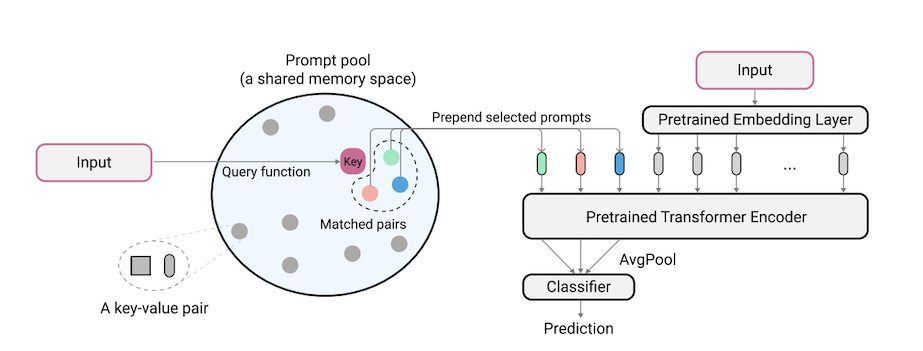 Prompt pool
(a shared memory space)
Input
Query function
Key
Matched pairs
A key-value pair
Prepend selected prompts
Input
Pretrained Embedding Layer
...
Pretrained Transformer Encoder
AvgPool
Classifier
Prediction